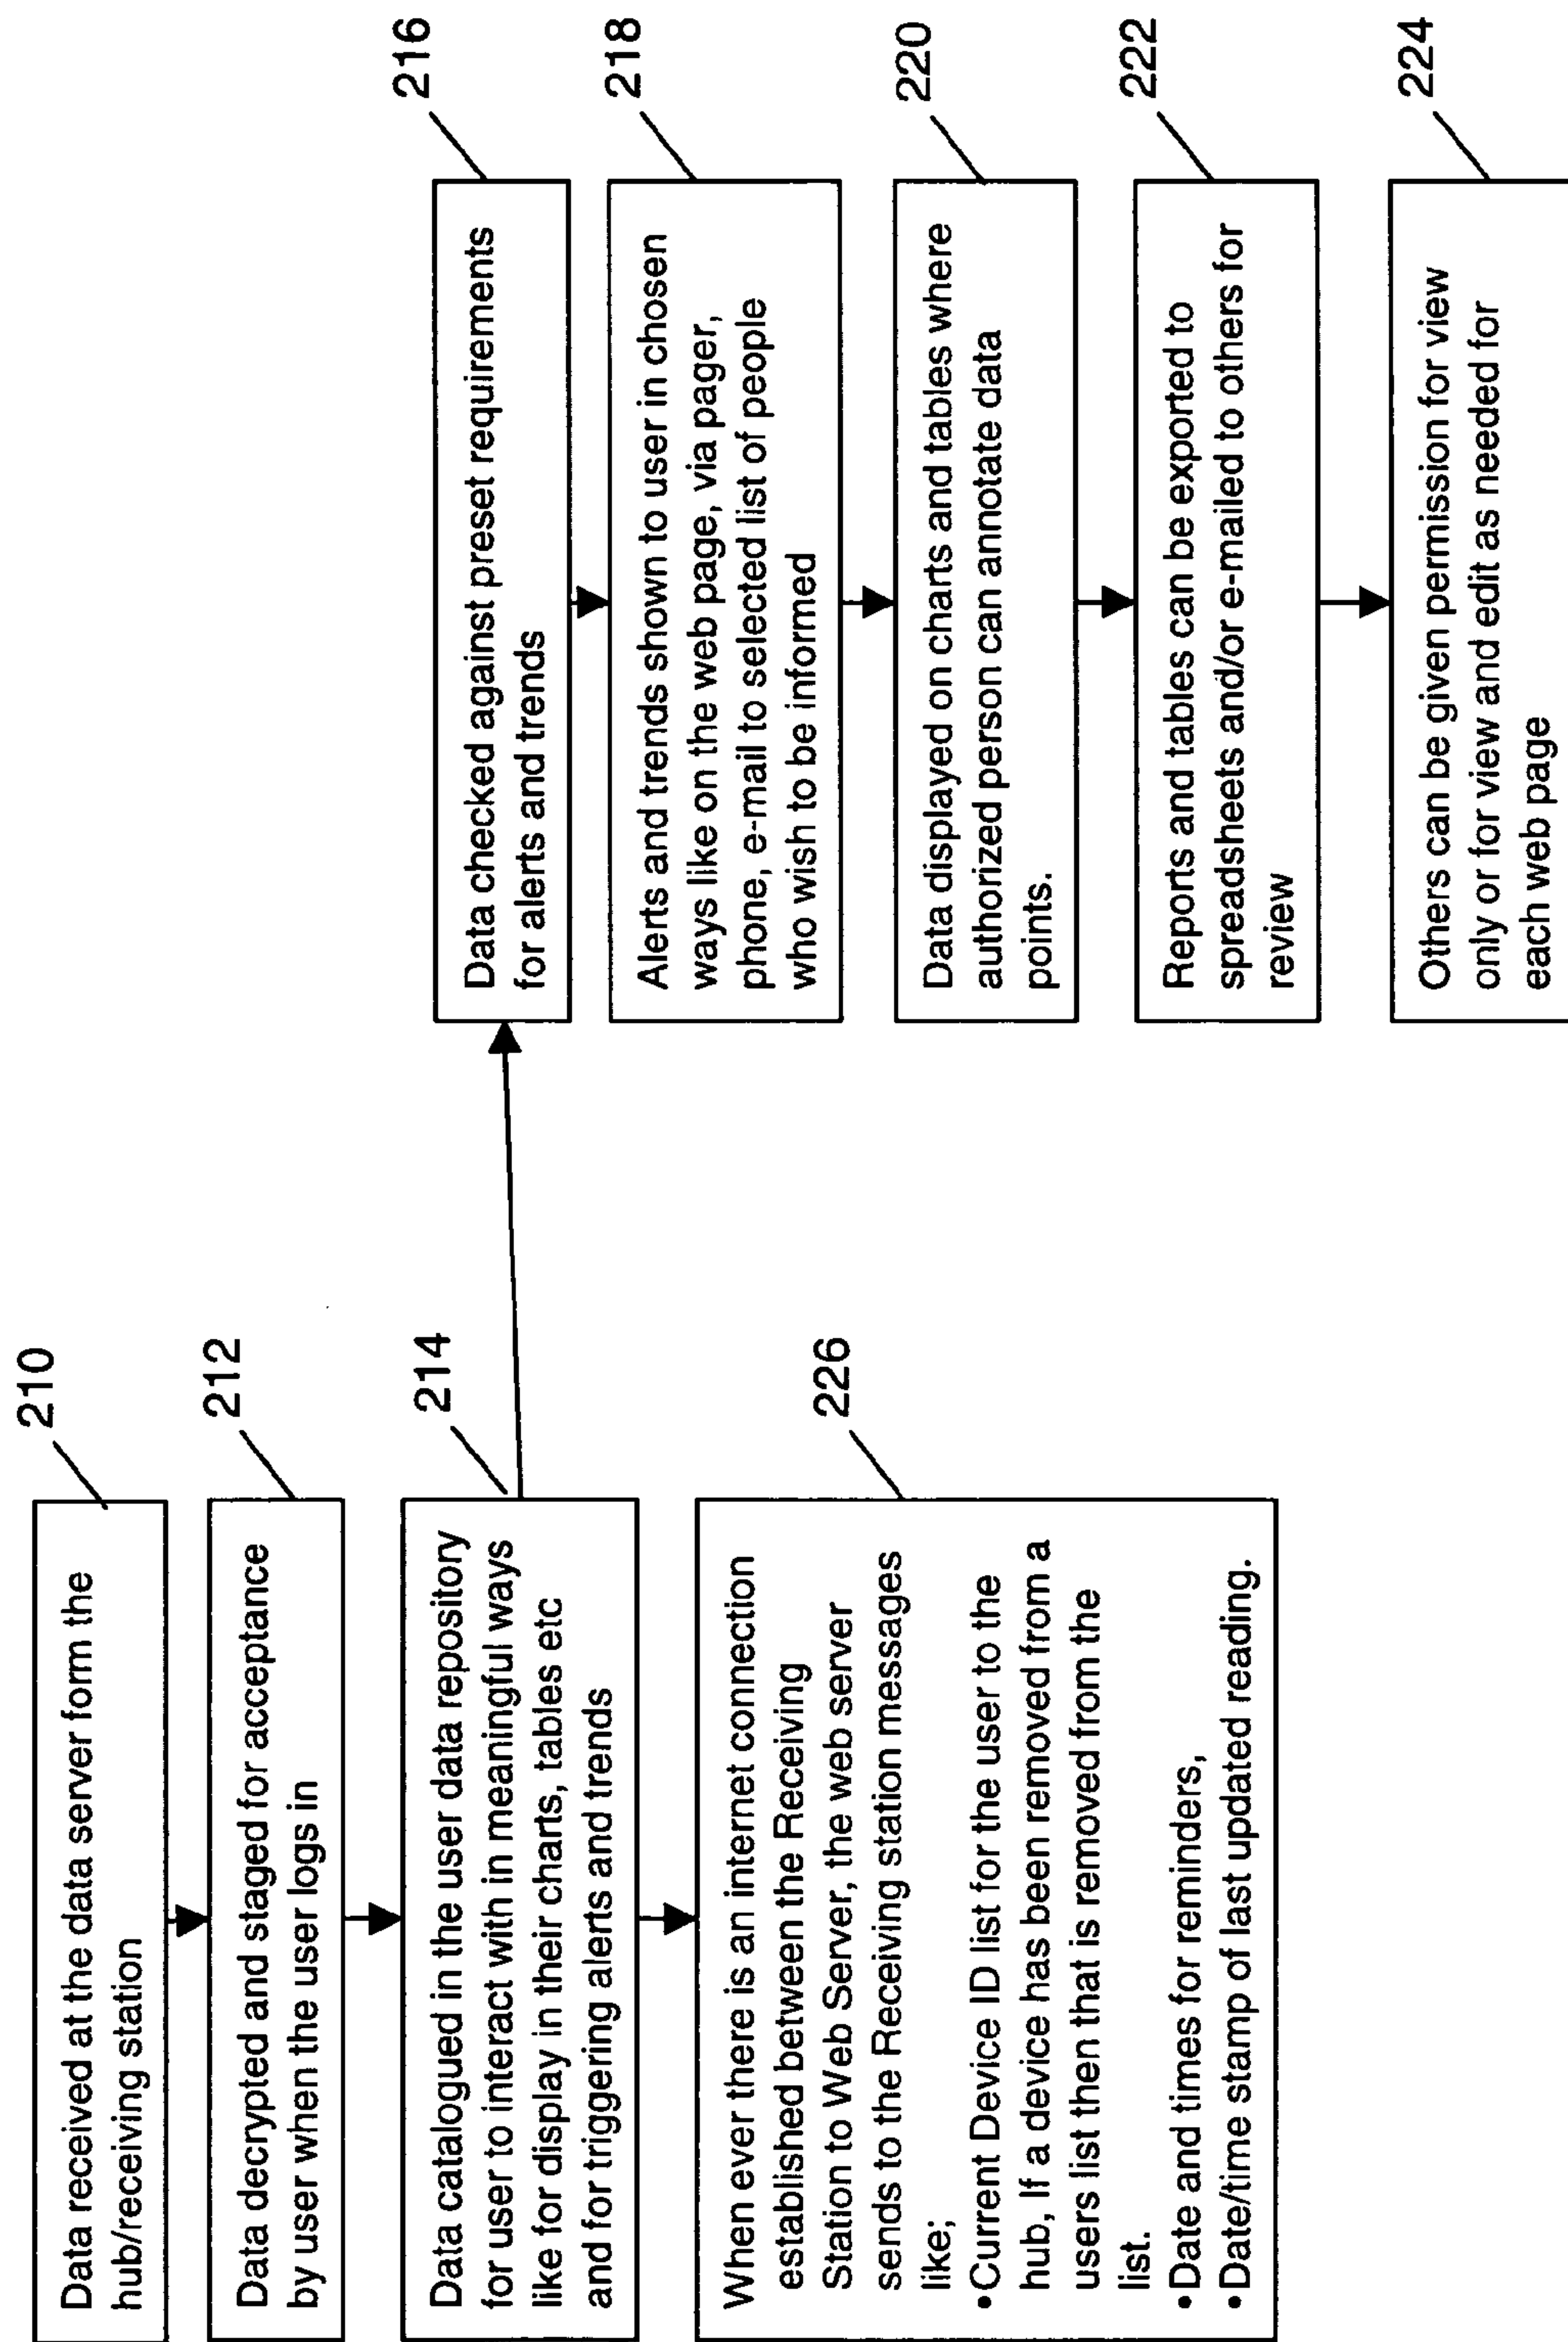 210
Data received at the data server form the
hub/receiving station
212
Data decrypted and staged for acceptance
by user when the user logs in
214
Data catalogued in the user data repository
for user to interact with in meaningful ways
like for display in their charts, tables etc
and for triggering alerts and trends
226
When ever there is an internet connection
established between the Receiving
Station to Web Server, the web server
sends to the Receiving station messages
like;
•Current Device ID list for the user to the
hub, If a device has been removed from a
users list then that is removed from the
list.
•Date and times for reminders,
•Date/time stamp of last updated reading.
216
Data checked against preset requirements
for alerts and trends
218
Alerts and trends shown to user in chosen
ways like on the web page, via pager,
phone, e-mail to selected list of people
who wish to be informed
220
Data displayed on charts and tables where
authorized person can annotate data
points.
222
Reports and tables can be exported to
spreadsheets and/or e-mailed to others for
review
224
Others can be given permission for view
only or for view and edit as needed for
each web page